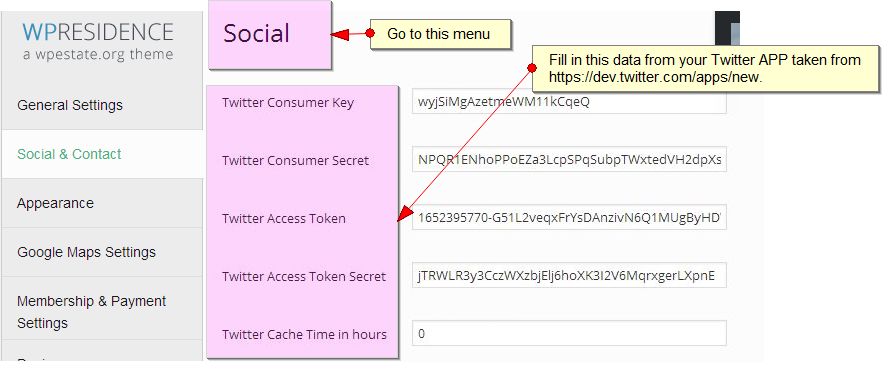 WPRESIDENCE
a wpestate.org theme
Social
Go to this menu
Fill in this data from your Twitter APP taken from
https://dev.twitter.com/apps/new.
General Settings
Social & Contact
Appearance
Google Maps Settings
Membership & Payment
Settings
Twitter Consumer Key
wyjSiMgAzetmeWM11kCqeQ
Twitter Consumer Secret
NPQR1ENhoPPoEZa3LcpSPqSubpTWxtedVH2dpXs
Twitter Access Token
1652395770-G51L2veqxFrYsDAnzivN6Q1MUgByHD
Twitter Access Token Secret
jTRWLR3y3CczWXzbjElj6hoXK3I2V6MqrxgerLXpnE
Twitter Cache Time in hours
0